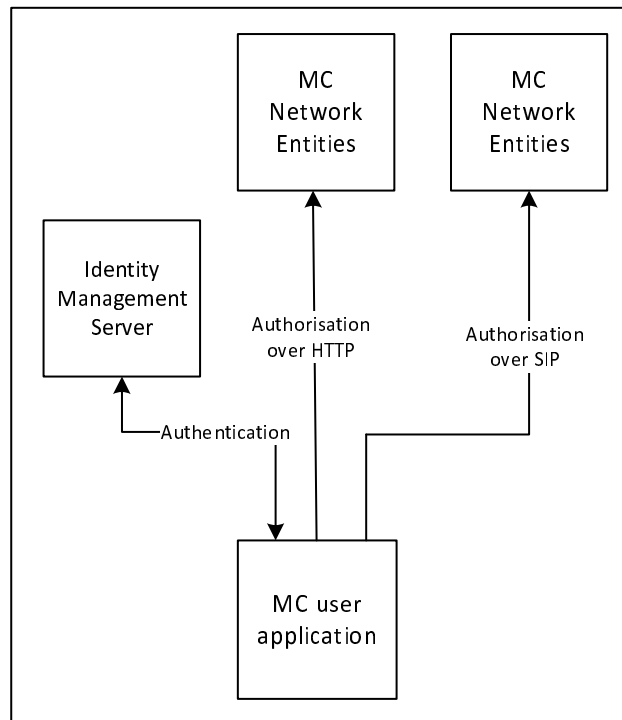 MC
Network
Entities
MC
Network
Entities
Identity
Management
Server
Authorisation
over HTTP
Authorisation
over SIP
Authentication
MC user
application